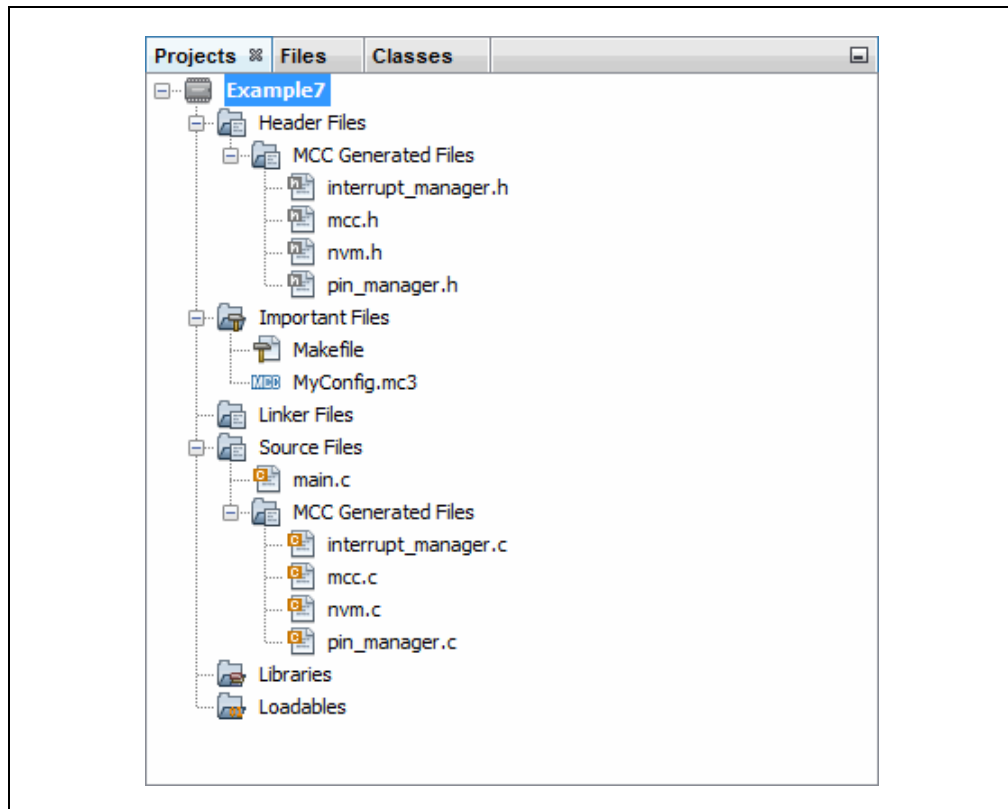 Projects Files Classes
Example7
Header Files
MCC Generated Files
interrupt_manager.h
mcc.h
nvm.h
pin_manager.h
Important Files
Makefile
MCC MyConfig.mc3
Linker Files
Source Files
main.c
MCC Generated Files
interrupt_manager.c
mcc.c
nvm.c
pin_manager.c
Libraries
Loadables